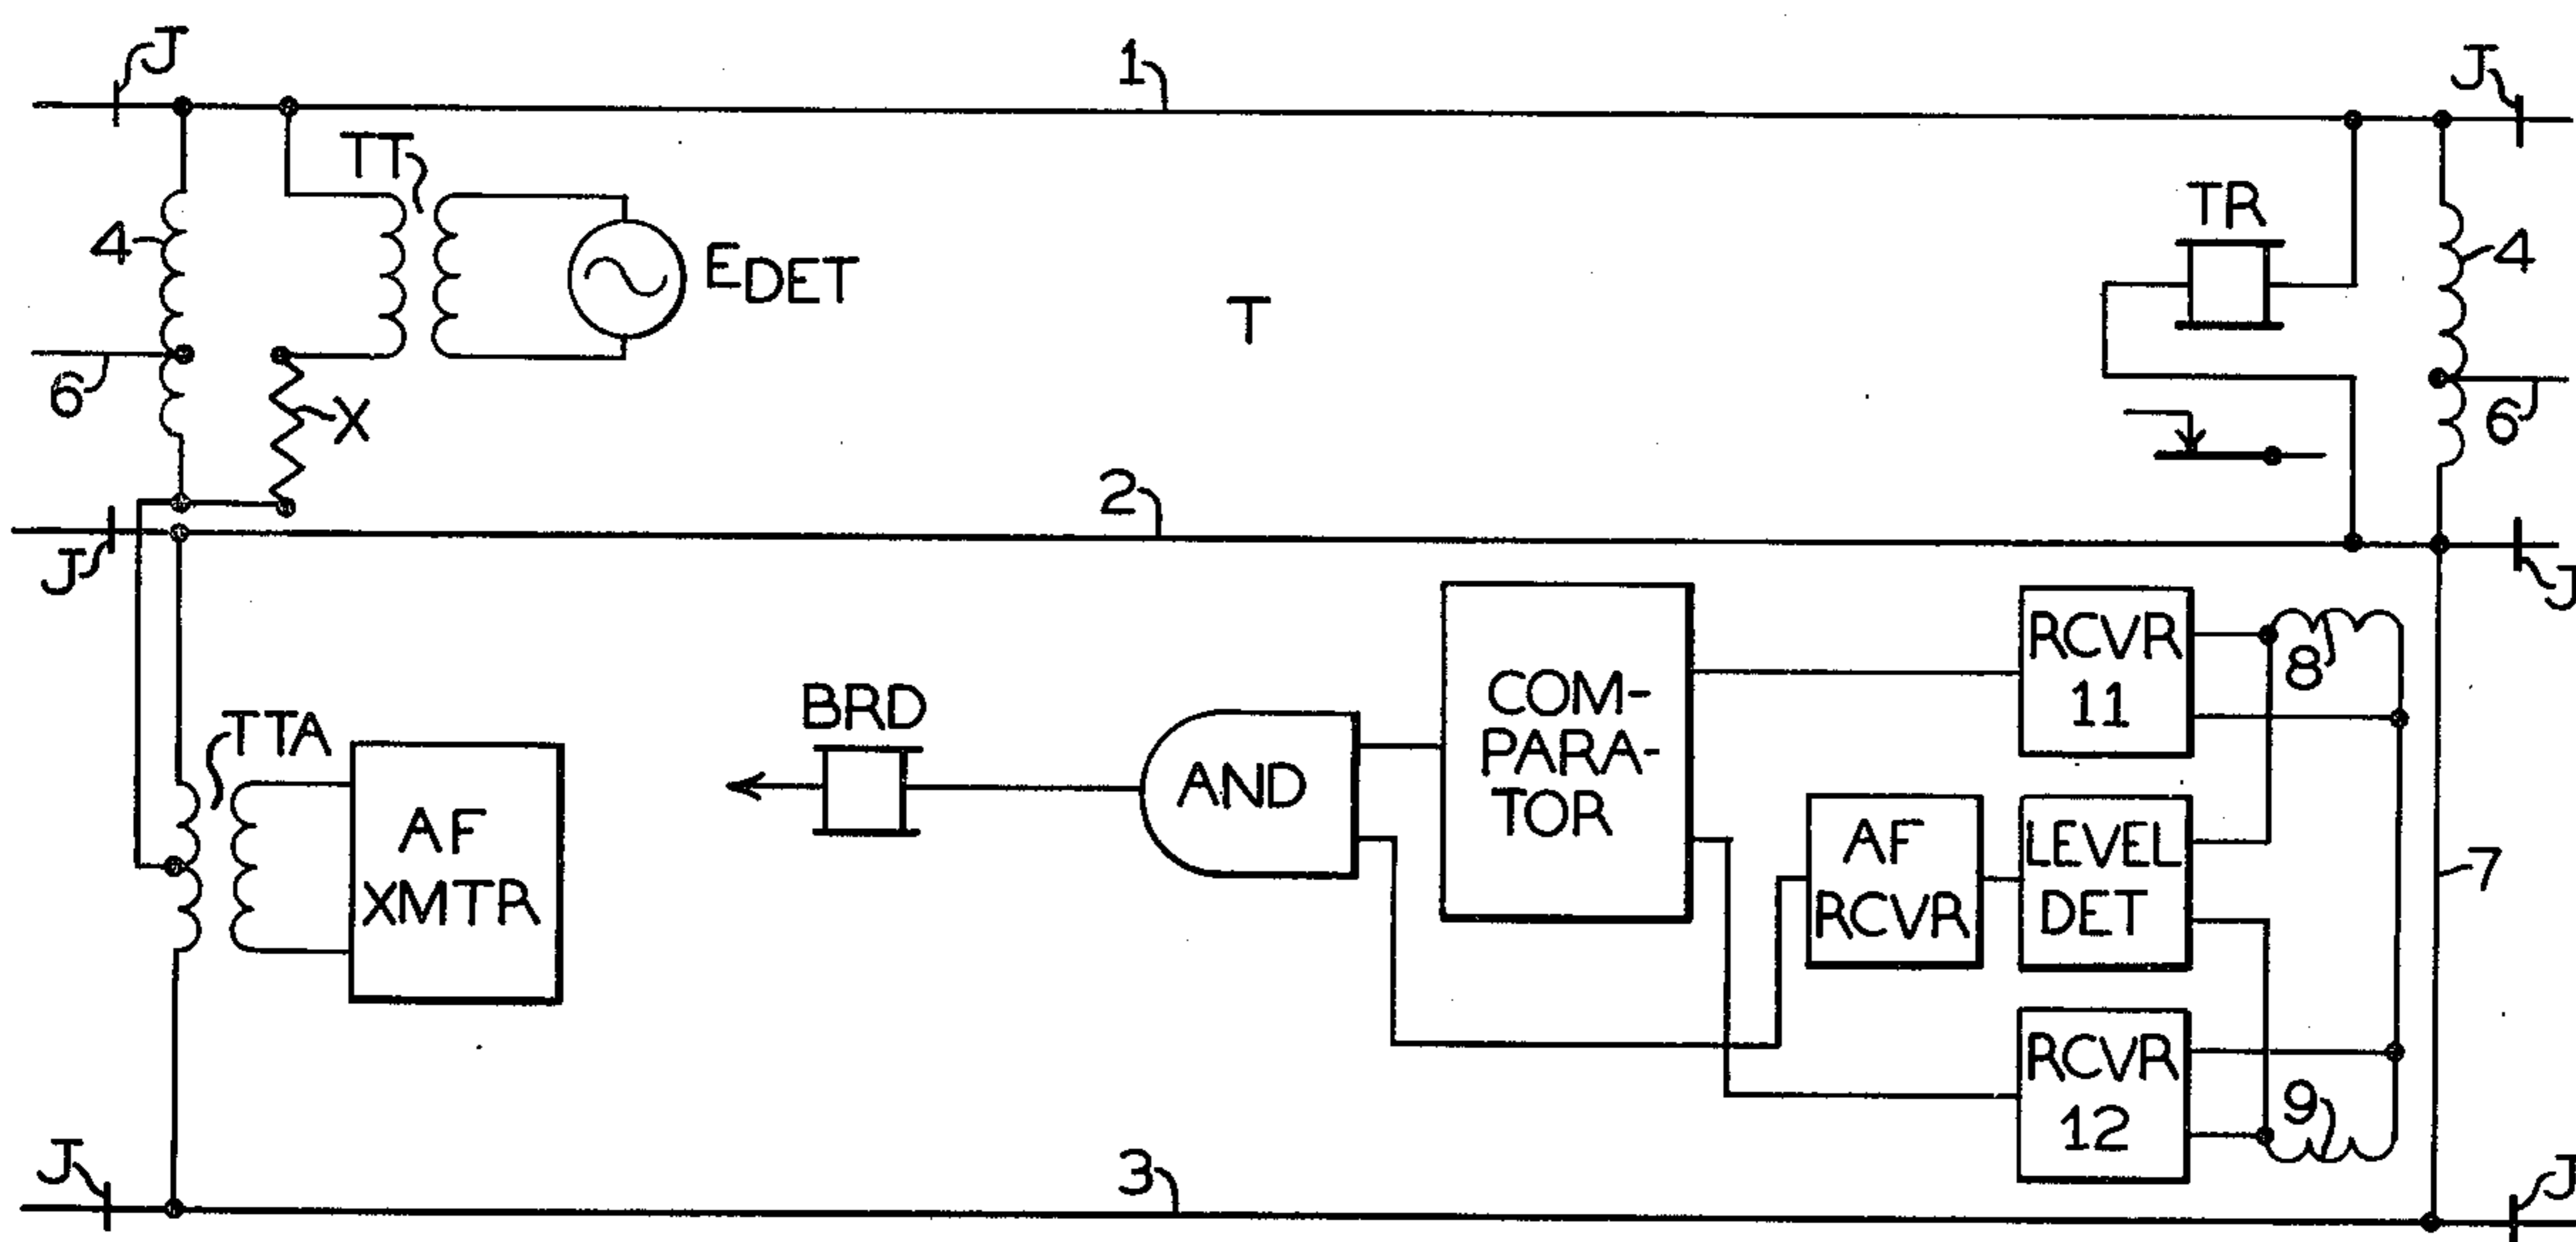 J
1
J
TT
TR
4
E DET
4
T
6
X
6
2
J
J
RCVR 11
8
COM-
PARA-
TOR
BRD
TTA
AND
AF XMTR
AF RCVR
LEVEL DET
7
RCVR 12
9
J
3
J